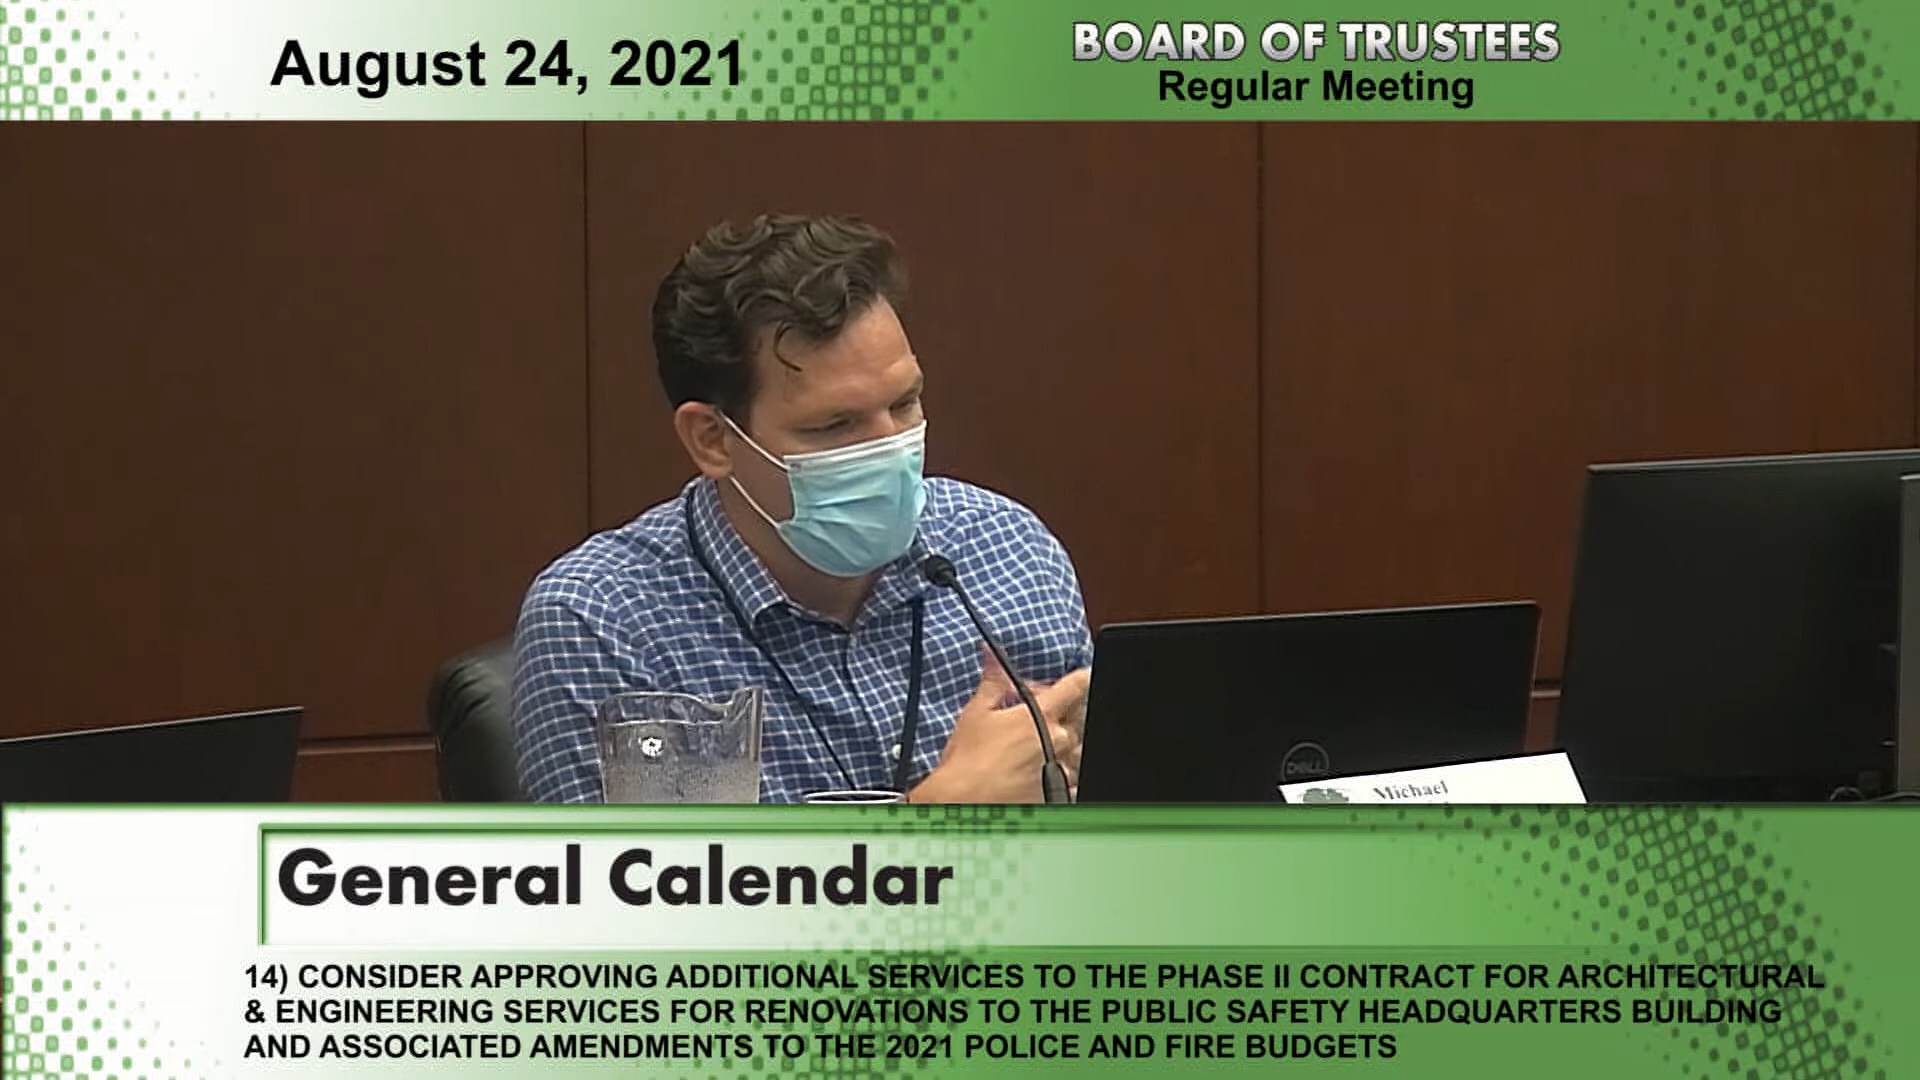 August 24, 2021
BOARD OF TRUSTEES
Regular Meeting
DELL
Michael
General Calendar
14) CONSIDER APPROVING ADDITIONAL SERVICES TO THE PHASE II CONTRACT FOR ARCHITECTURAL
& ENGINEERING SERVICES FOR RENOVATIONS TO THE PUBLIC SAFETY HEADQUARTERS BUILDING
AND ASSOCIATED AMENDMENTS TO THE 2021 POLICE AND FIRE BUDGETS